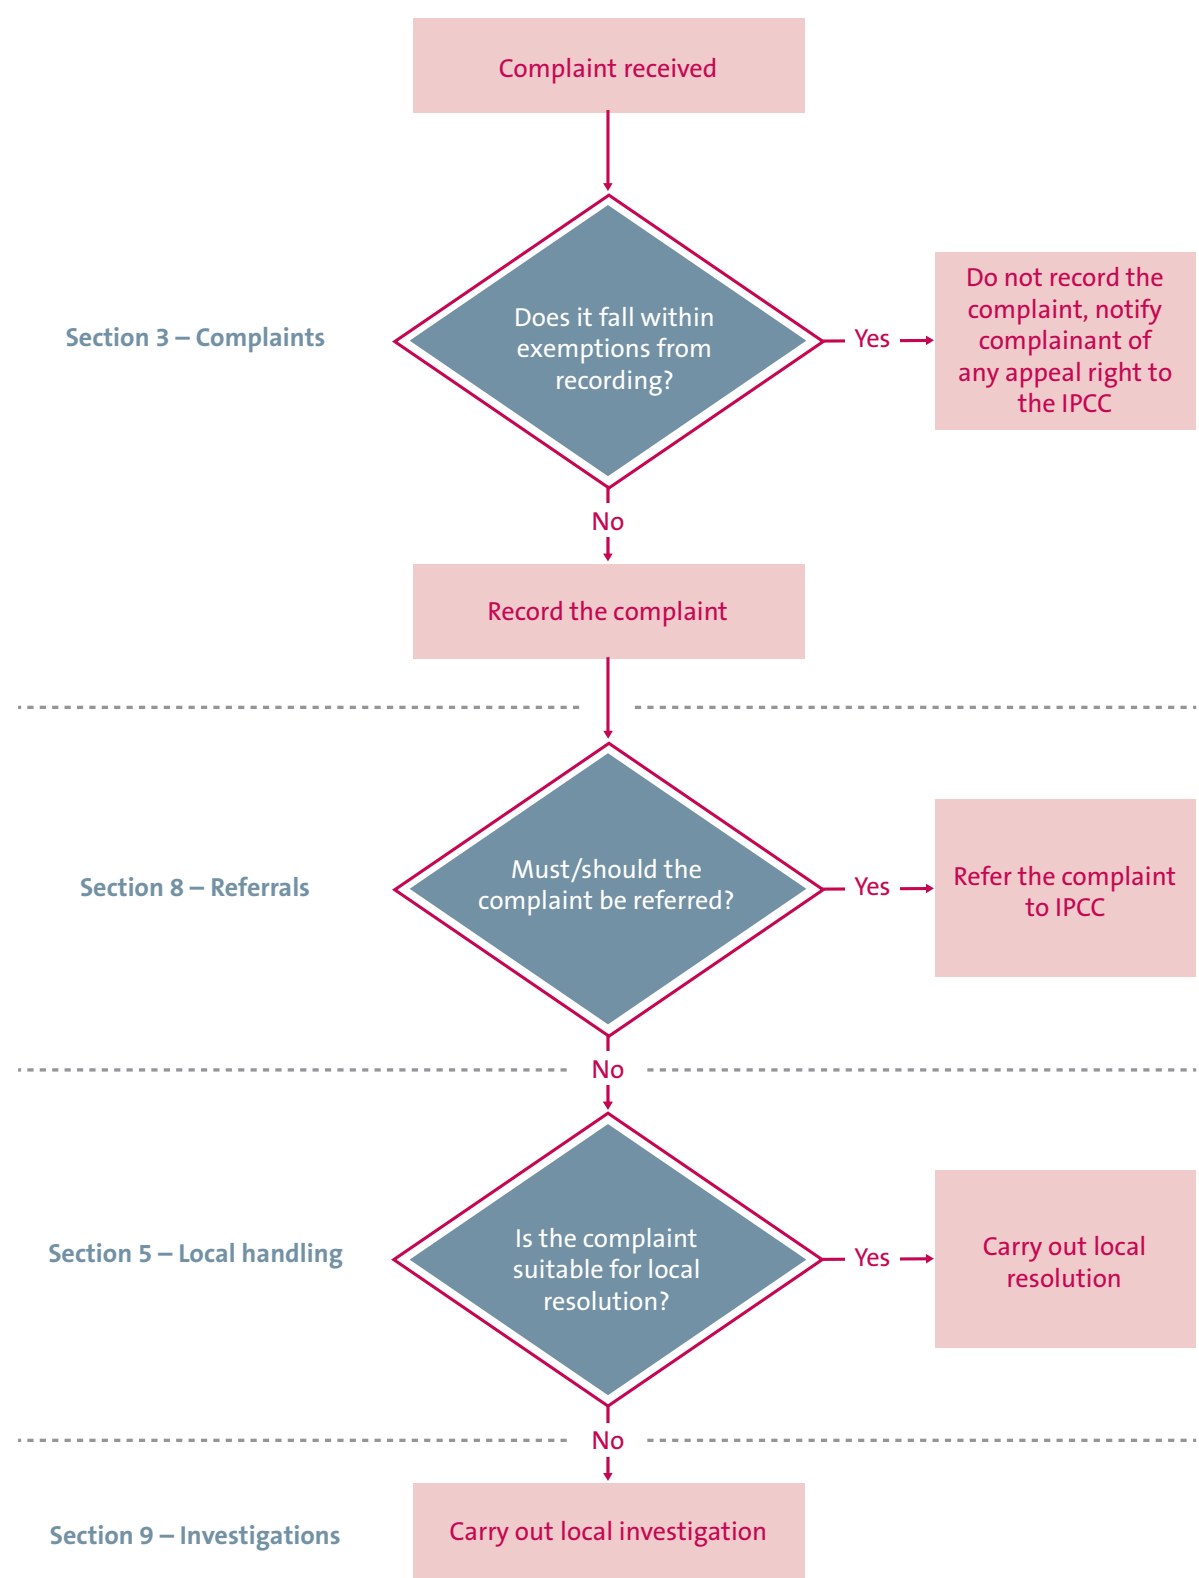 Complaint received
Section 3 – Complaints
Does it fall within
exemptions from
recording?
Yes
Do not record the
complaint, notify
complainant of
any appeal right to
the IPCC
No
Record the complaint
Section 8 – Referrals
Must/should the
complaint be referred?
Yes
Refer the complaint
to IPCC
No
Section 5 – Local handling
Is the complaint
suitable for local
resolution?
Yes
Carry out local
resolution
No
Section 9 – Investigations
Carry out local investigation